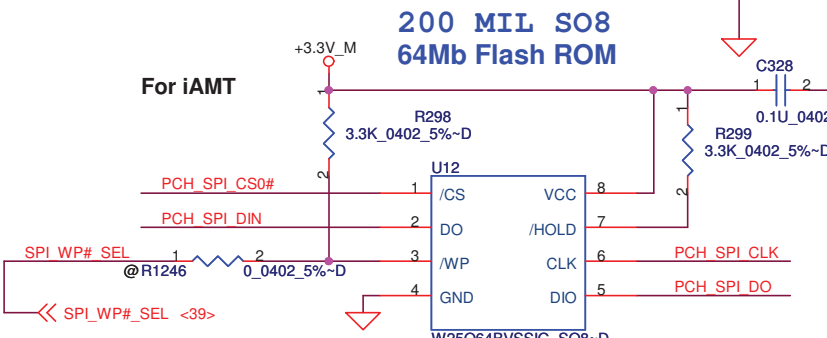 200 MIL SO8
64Mb Flash ROM
+3.3V_M
For iAMT
C328
1 2
0.1U_0402
1
R298
3.3K_0402_5%~D
2
1
R299
3.3K_0402_5%~D
2
U12
PCH_SPI_CS0# 1 /CS VCC 8
PCH_SPI_DIN 2 DO /HOLD 7
SPI_WP#_SEL 1 2 3 /WP CLK 6 PCH_SPI_CLK
@R1246 0_0402_5%~D
4 GND DIO 5 PCH_SPI_DO
SPI_WP#_SEL <39>
W25Q64BVSSIG_SO8~D